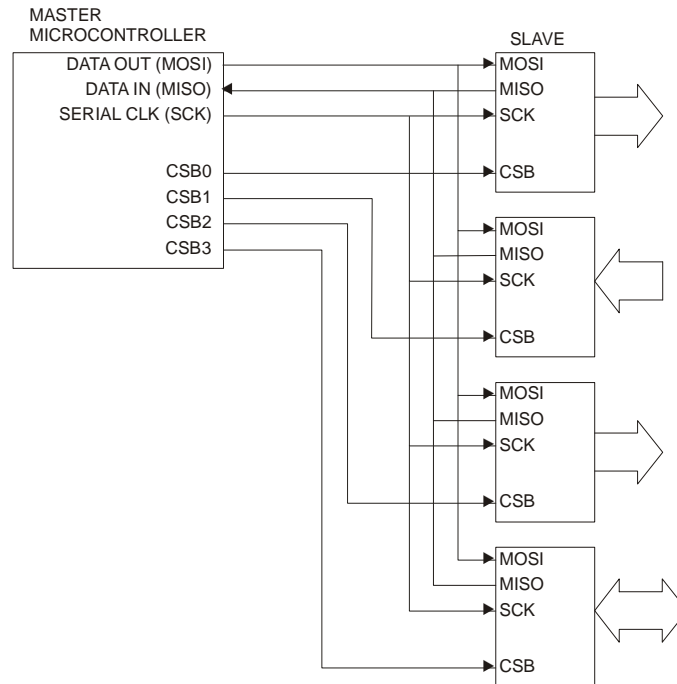 MASTER
MICROCONTROLLER
DATA OUT (MOSI)
DATA IN (MISO)
SERIAL CLK (SCK)
CSB0
CSB1
CSB2
CSB3
SLAVE
MOSI
MISO
SCK
CSB
MOSI
MISO
SCK
CSB
MOSI
MISO
SCK
CSB
MOSI
MISO
SCK
CSB